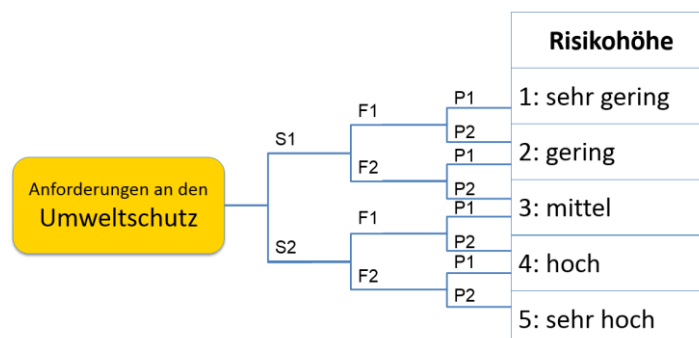 Risikohöhe
Anforderungen an den
Umweltschutz
S1
S2
F1
F2
F1
F2
P1
P2
P1
P2
P1
P2
P1
P2
1: sehr gering
2: gering
3: mittel
4: hoch
5: sehr hoch